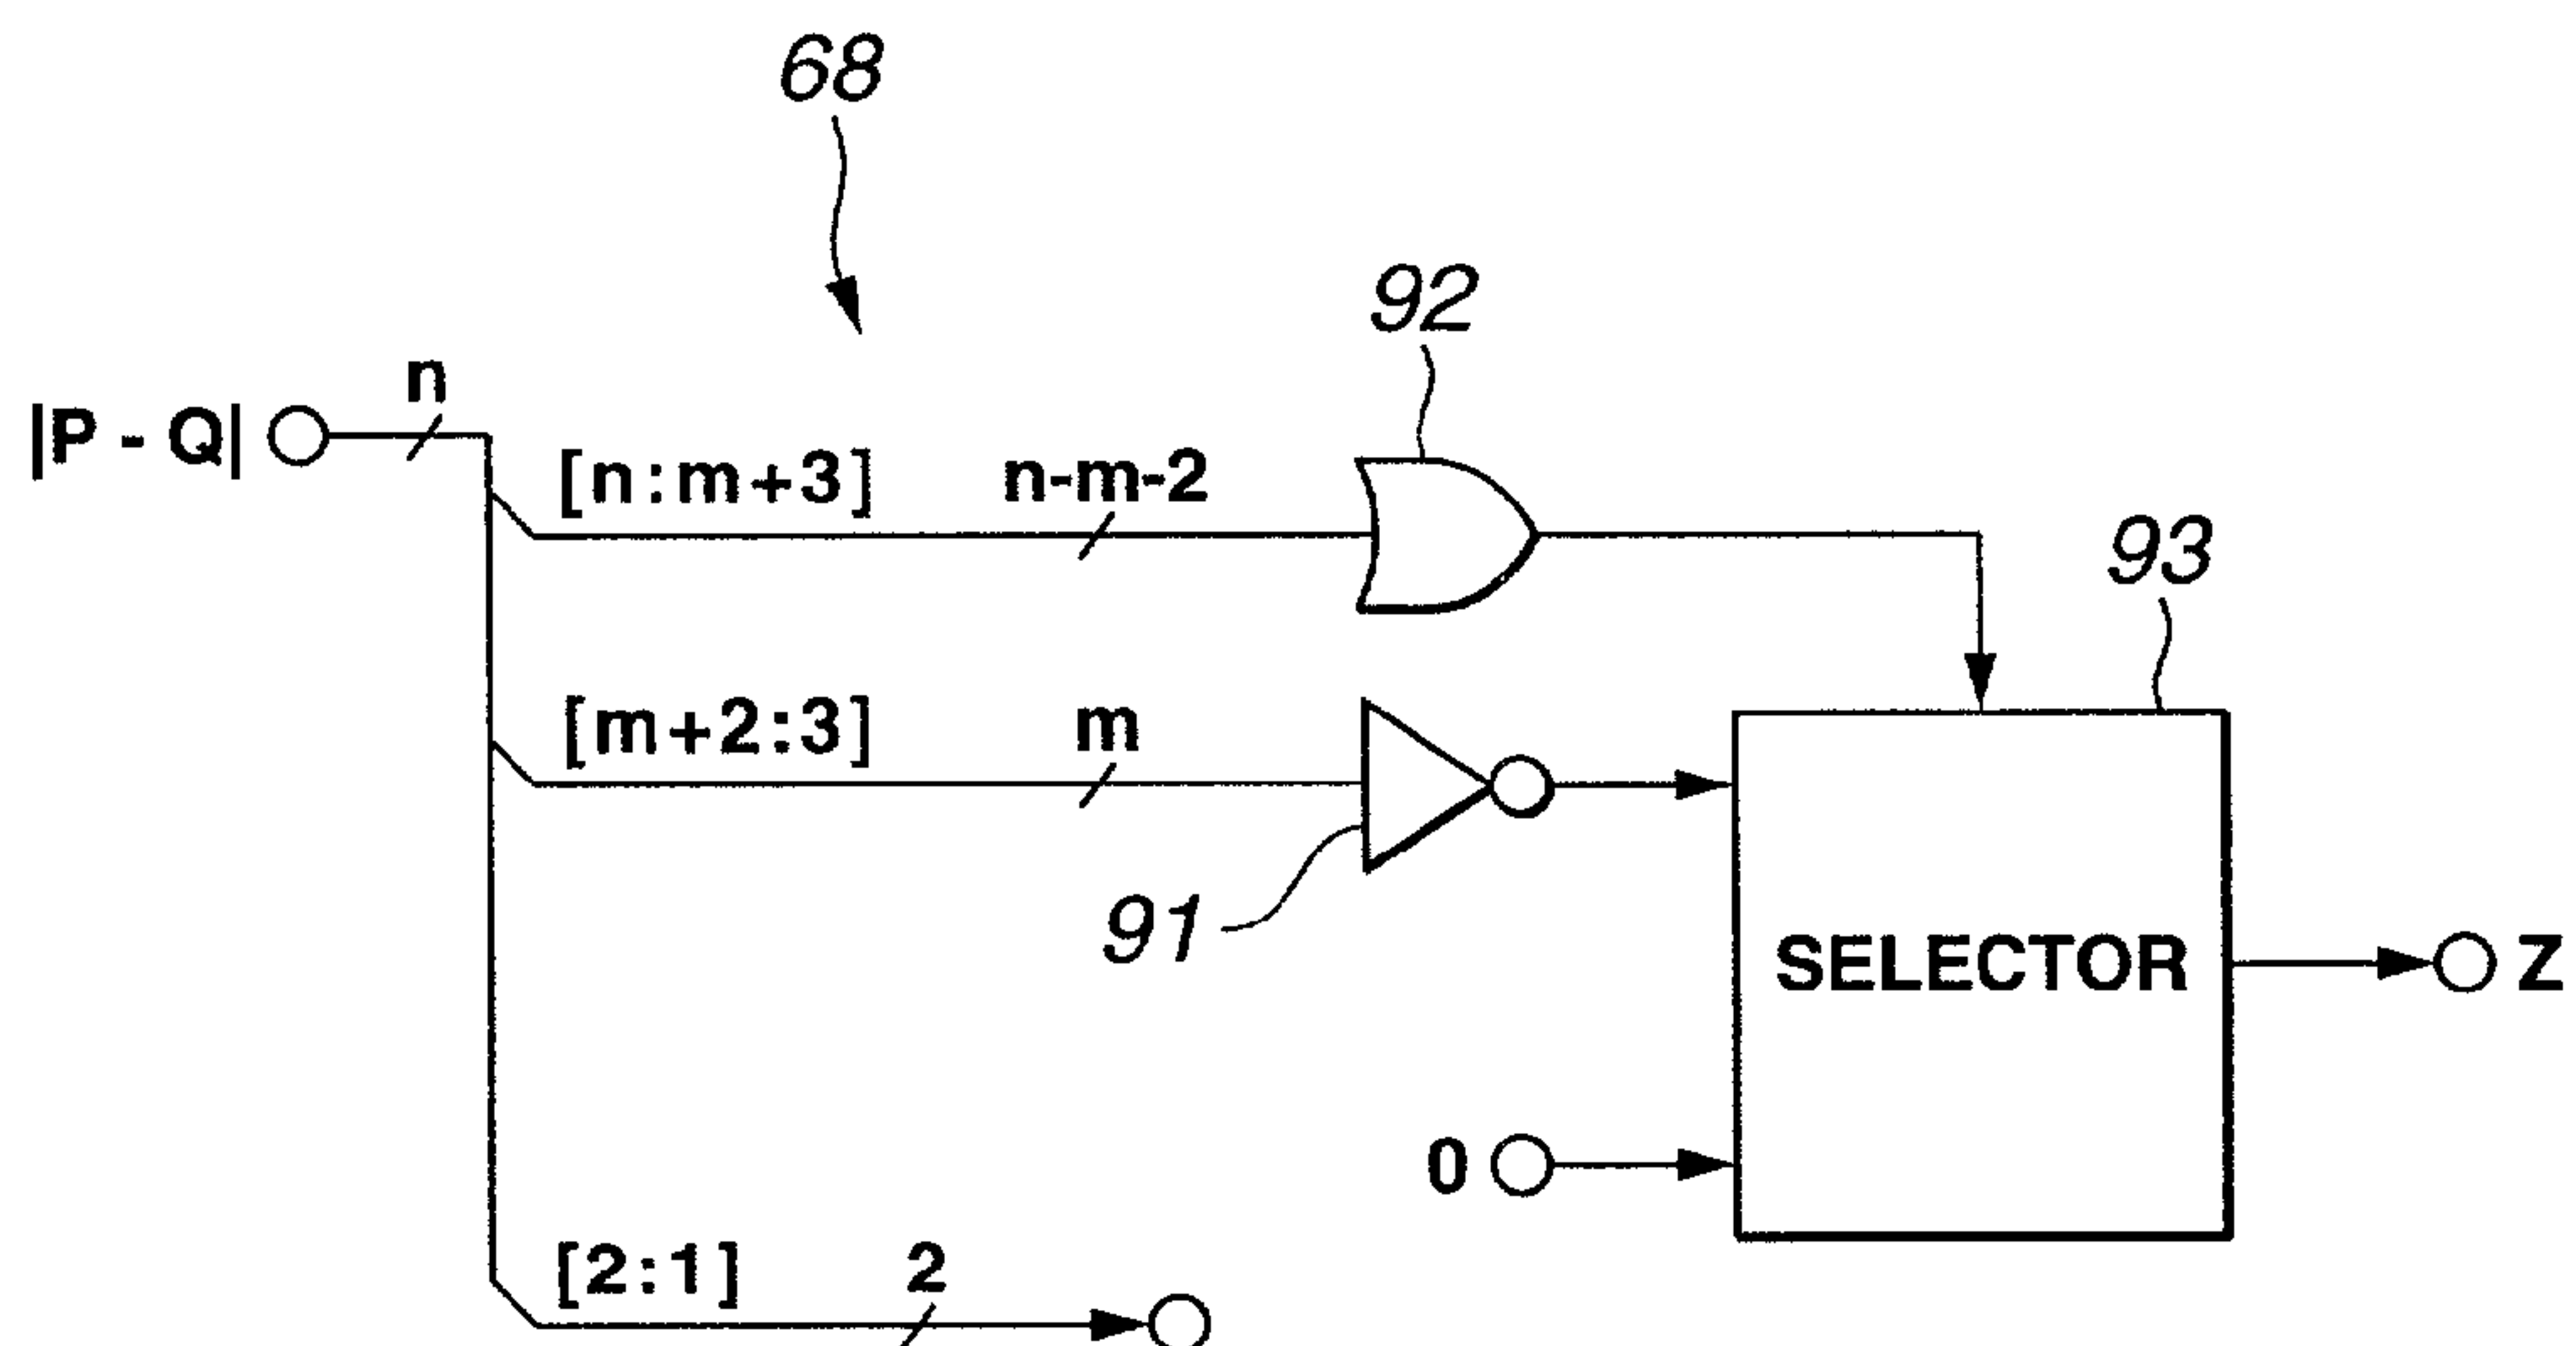 68
92
n
|P - Q|
[n:m+3]
n-m-2
93
[m+2:3]
m
91
SELECTOR
Z
0
[2:1]
2